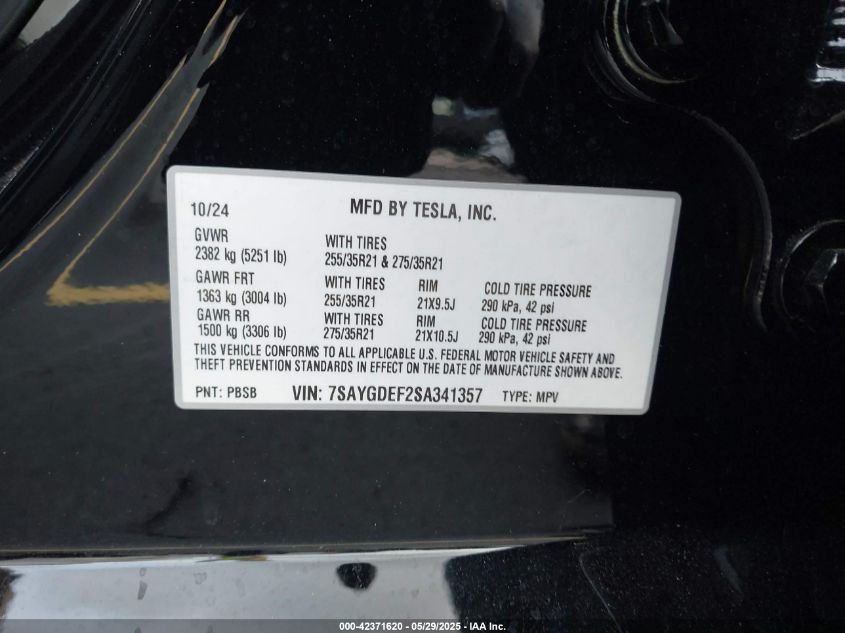 10/24 MFD BY TESLA, INC.
GVWR WITH TIRES
2382 kg (5251 lb) 255/35R21 & 275/35R21
GAWR FRT WITH TIRES RIM COLD TIRE PRESSURE
1363 kg (3004 lb) 255/35R21 21X9.5J 290 kPa, 42 psi
GAWR RR WITH TIRES RIM COLD TIRE PRESSURE
1500 kg (3306 lb) 275/35R21 21X10.5J 290 kPa, 42 psi
THIS VEHICLE CONFORMS TO ALL APPLICABLE U.S. FEDERAL MOTOR VEHICLE SAFETY AND
THEFT PREVENTION STANDARDS IN EFFECT ON THE DATE OF MANUFACTURE SHOWN ABOVE.
PNT: PBSB VIN: 7SAYGDEF2SA341357 TYPE: MPV
000-42371620 05/29/2025 IAA Inc.